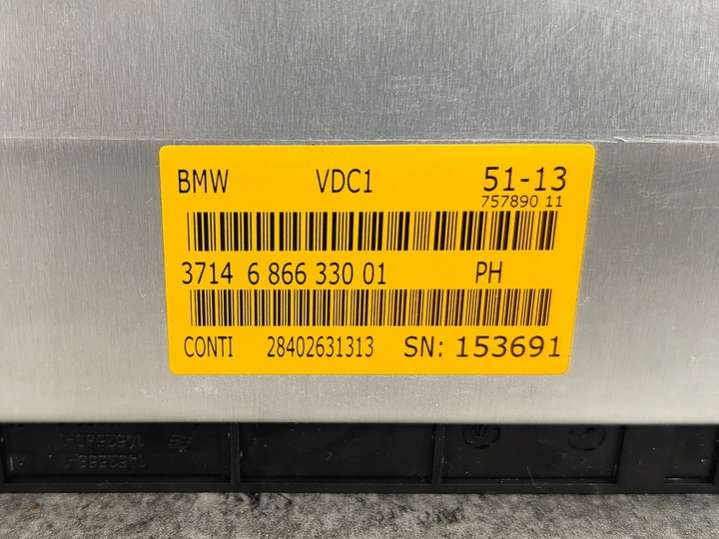 BMW VDC1 51-13
757890 11
3714 6 866 330 01 PH
CONTI 28402631313 SN: 153691